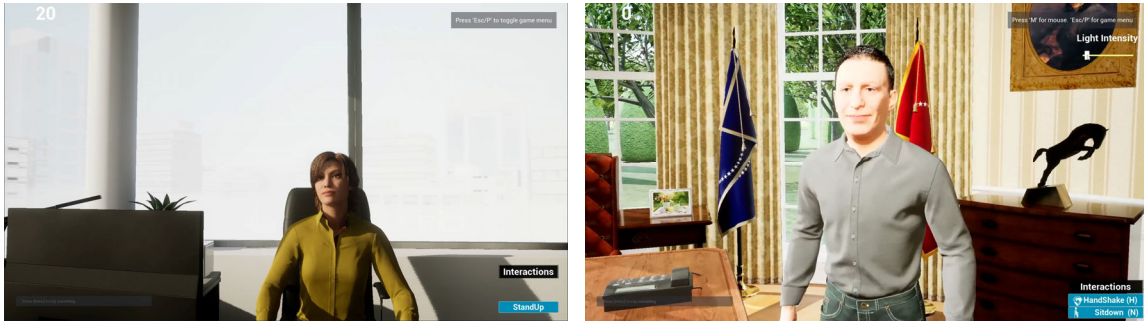 20
Press 'Esc/P' to toggle game menu
Interactions
StandUp
0
Press 'M' for mouse 'Esc/P' for game menu
Light Intensity
Interactions
HandShake (H)
Sitdown (N)